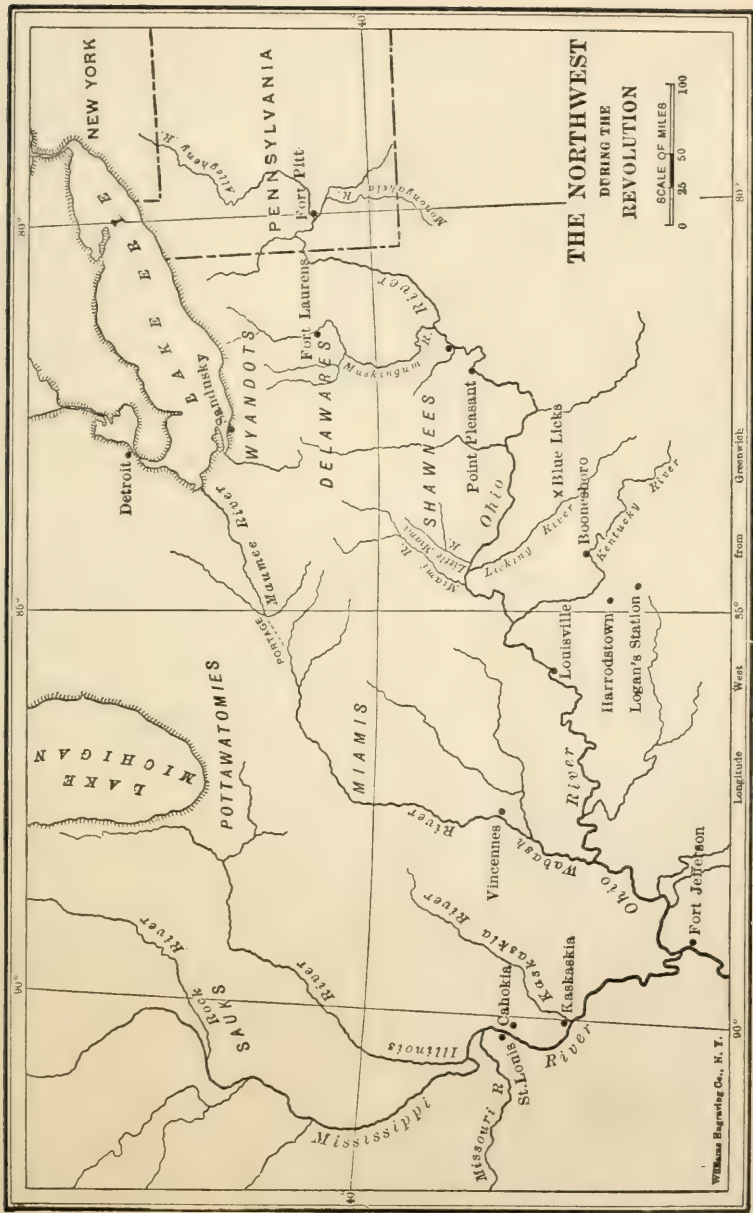 THE NORTHWEST
DURING THE
REVOLUTION
SCALE OF MILES
0 25 50 100
NEW YORK
PENNSYLVANIA
Allegheny R.
Fort Pitt
Monongahela
R.
LAKE ERIE
Detroit
Sandinsky
WYANDOTS
Fort Laurens
DELAWARES
Muskingum
R.
River
SHAWNEES
Point Pleasant
Ohio
Maumee River
PORTAGE
Miami R.
Little Miami
R.
Licking
River
× Blue Licks
Boonesboro
Kentucky River
Louisville
Harrodstown
Logan's Station
LAKE
MICHIGAN
POTTAWATOMIES
MIAMIS
River
Wabash
Vincennes
River
Ohio
Fort Jefferson
Rock River
SAUKS
Illinois River
Kaskaskia River
Cahokia
St. Louis
Kaskaskia
River
Mississippi
Missouri R
90°
85°
80°
40
90°
85°
80°
40
Longitude West from Greenwich
Williams Engraving Co., N. Y.